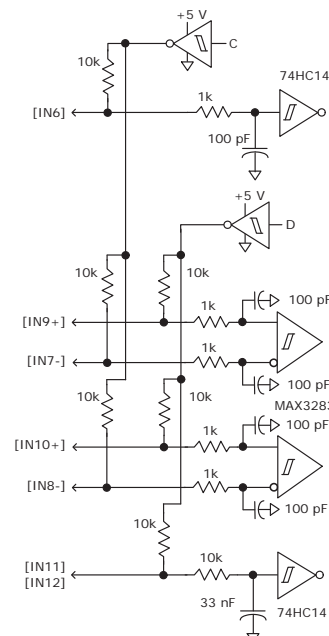 +5 V
C
10k
74HC14
[IN6]
1k
100 pF
+5 V
D
10k
10k
100 pF
[IN9+]
1k
[IN7-]
1k
100 pF
10k
10k
MAX3283
100 pF
[IN10+]
1k
[IN8-]
1k
100 pF
10k
10k
[IN11]
[IN12]
33 nF
74HC14